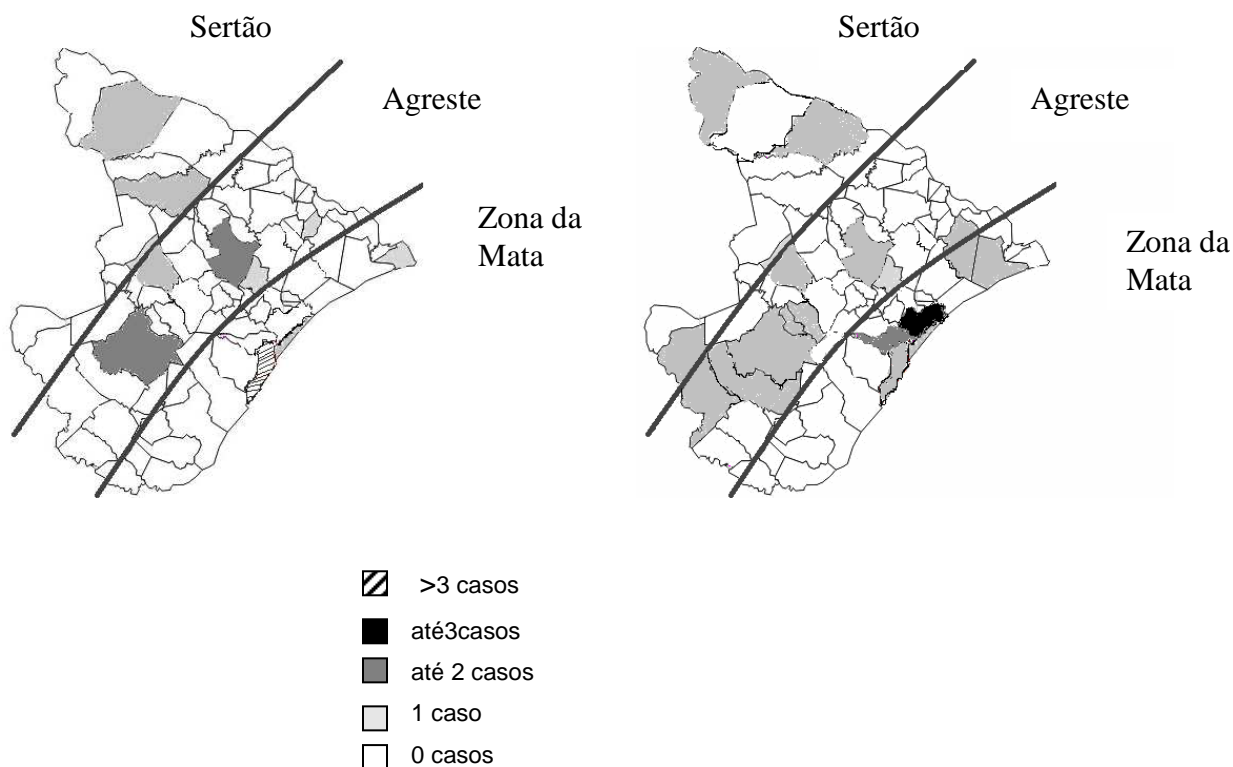 Sertão
Agreste
Zona da
Mata
Sertão
Agreste
Zona da
Mata
>3 casos
até3casos
até 2 casos
1 caso
0 casos